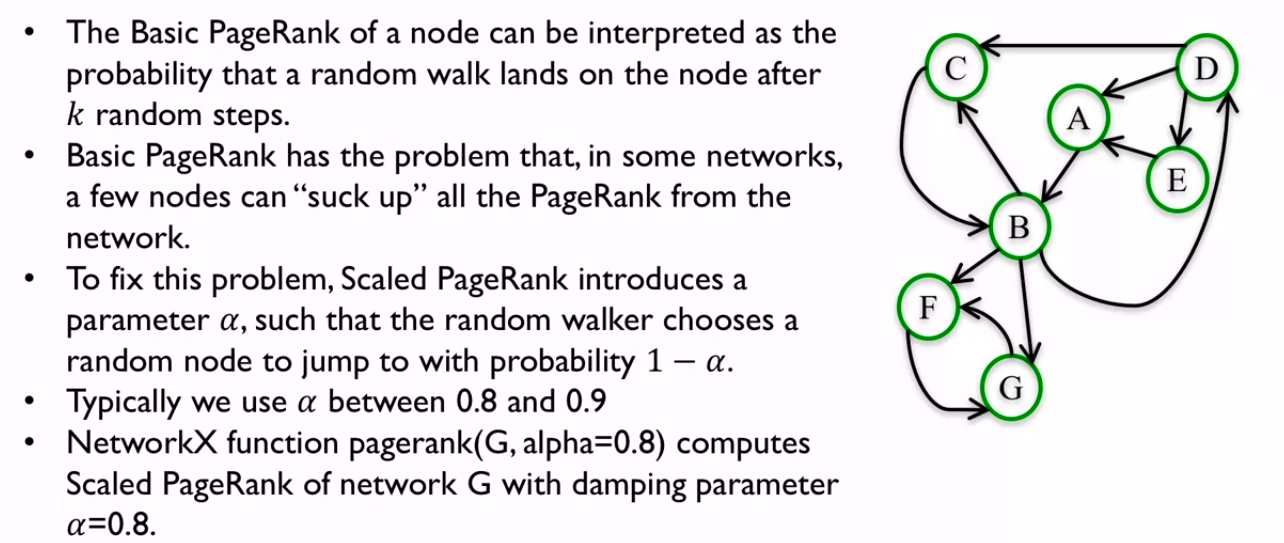 • The Basic PageRank of a node can be interpreted as the
probability that a random walk lands on the node after
k random steps.
• Basic PageRank has the problem that, in some networks,
a few nodes can “suck up” all the PageRank from the
network.
• To fix this problem, Scaled PageRank introduces a
parameter α, such that the random walker chooses a
random node to jump to with probability 1 − α.
• Typically we use α between 0.8 and 0.9
• NetworkX function pagerank(G, alpha=0.8) computes
Scaled PageRank of network G with damping parameter
α=0.8.
C
D
A
E
B
F
G